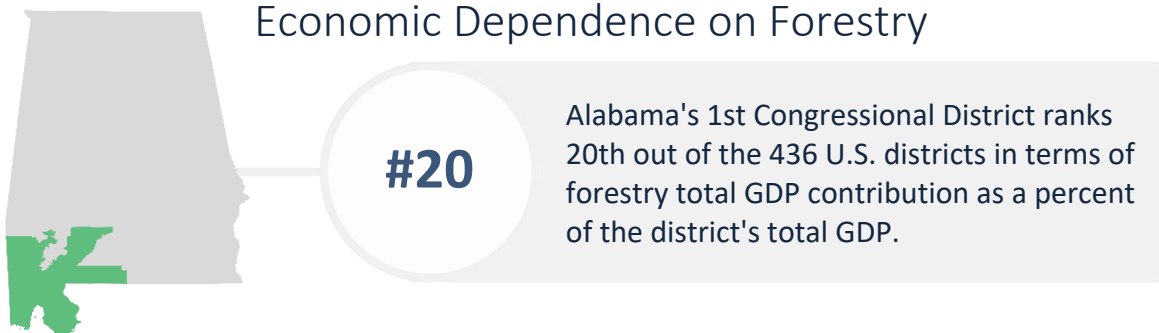 Economic Dependence on Forestry
#20
Alabama's 1st Congressional District ranks
20th out of the 436 U.S. districts in terms of
forestry total GDP contribution as a percent
of the district's total GDP.